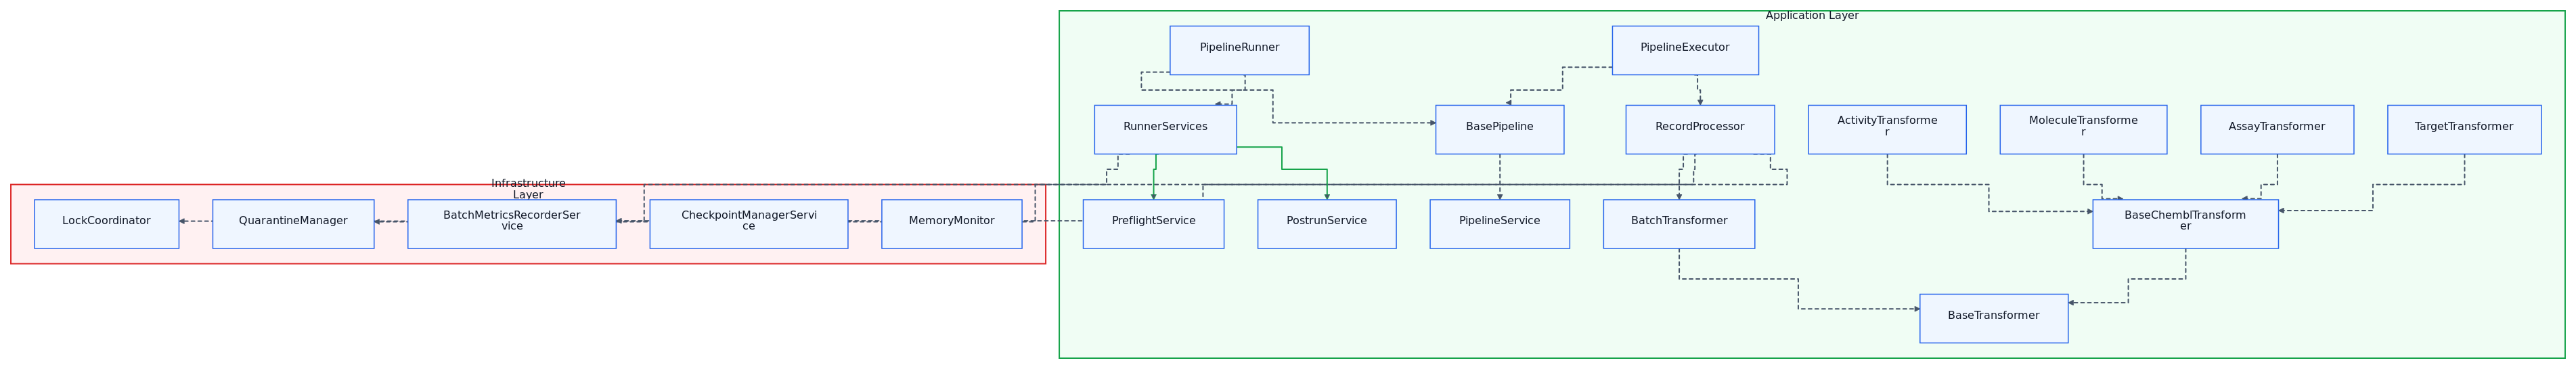 Application Layer
PipelineRunner
PipelineExecutor
RunnerServices
BasePipeline
RecordProcessor
ActivityTransforme
r
MoleculeTransforme
r
AssayTransformer
TargetTransformer
Infrastructure
Layer
LockCoordinator
QuarantineManager
BatchMetricsRecorderSer
vice
CheckpointManagerServi
ce
MemoryMonitor
PreflightService
PostrunService
PipelineService
BatchTransformer
BaseChemblTransform
er
BaseTransformer